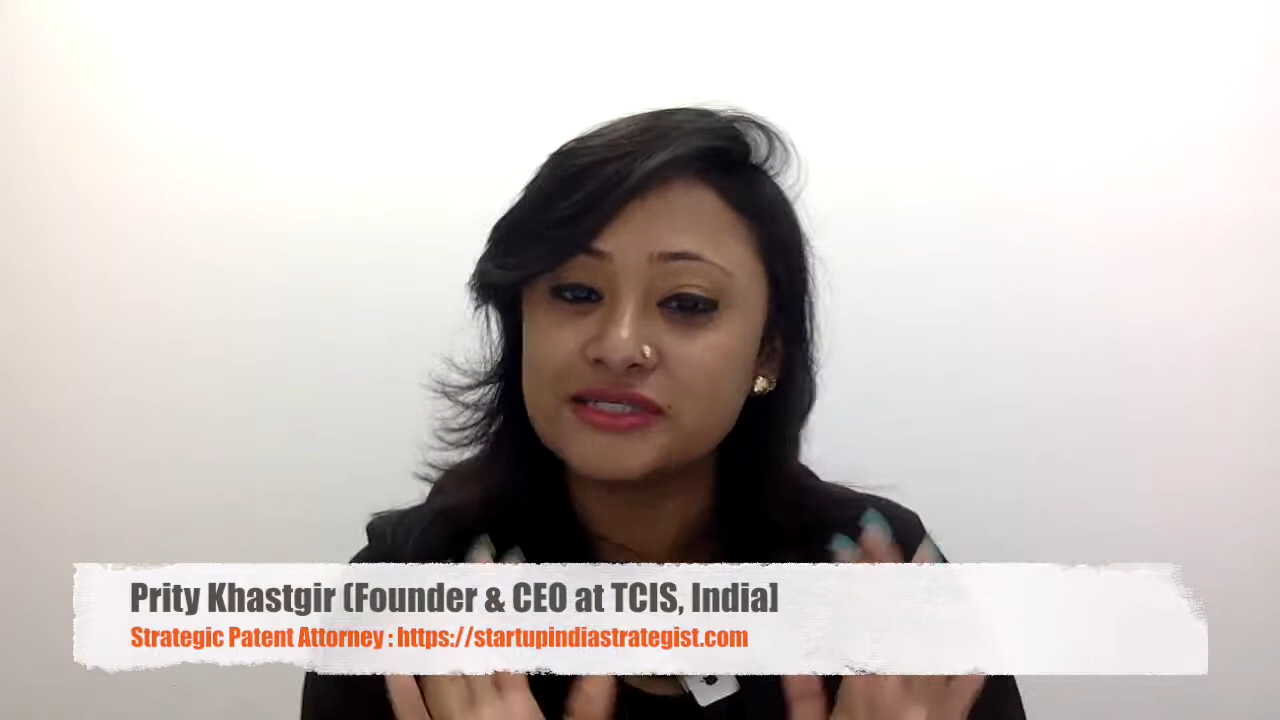 Prity Khastgir (Founder & CEO at TCIS, India]
Strategic Patent Attorney : https://startupindiastrategist.com